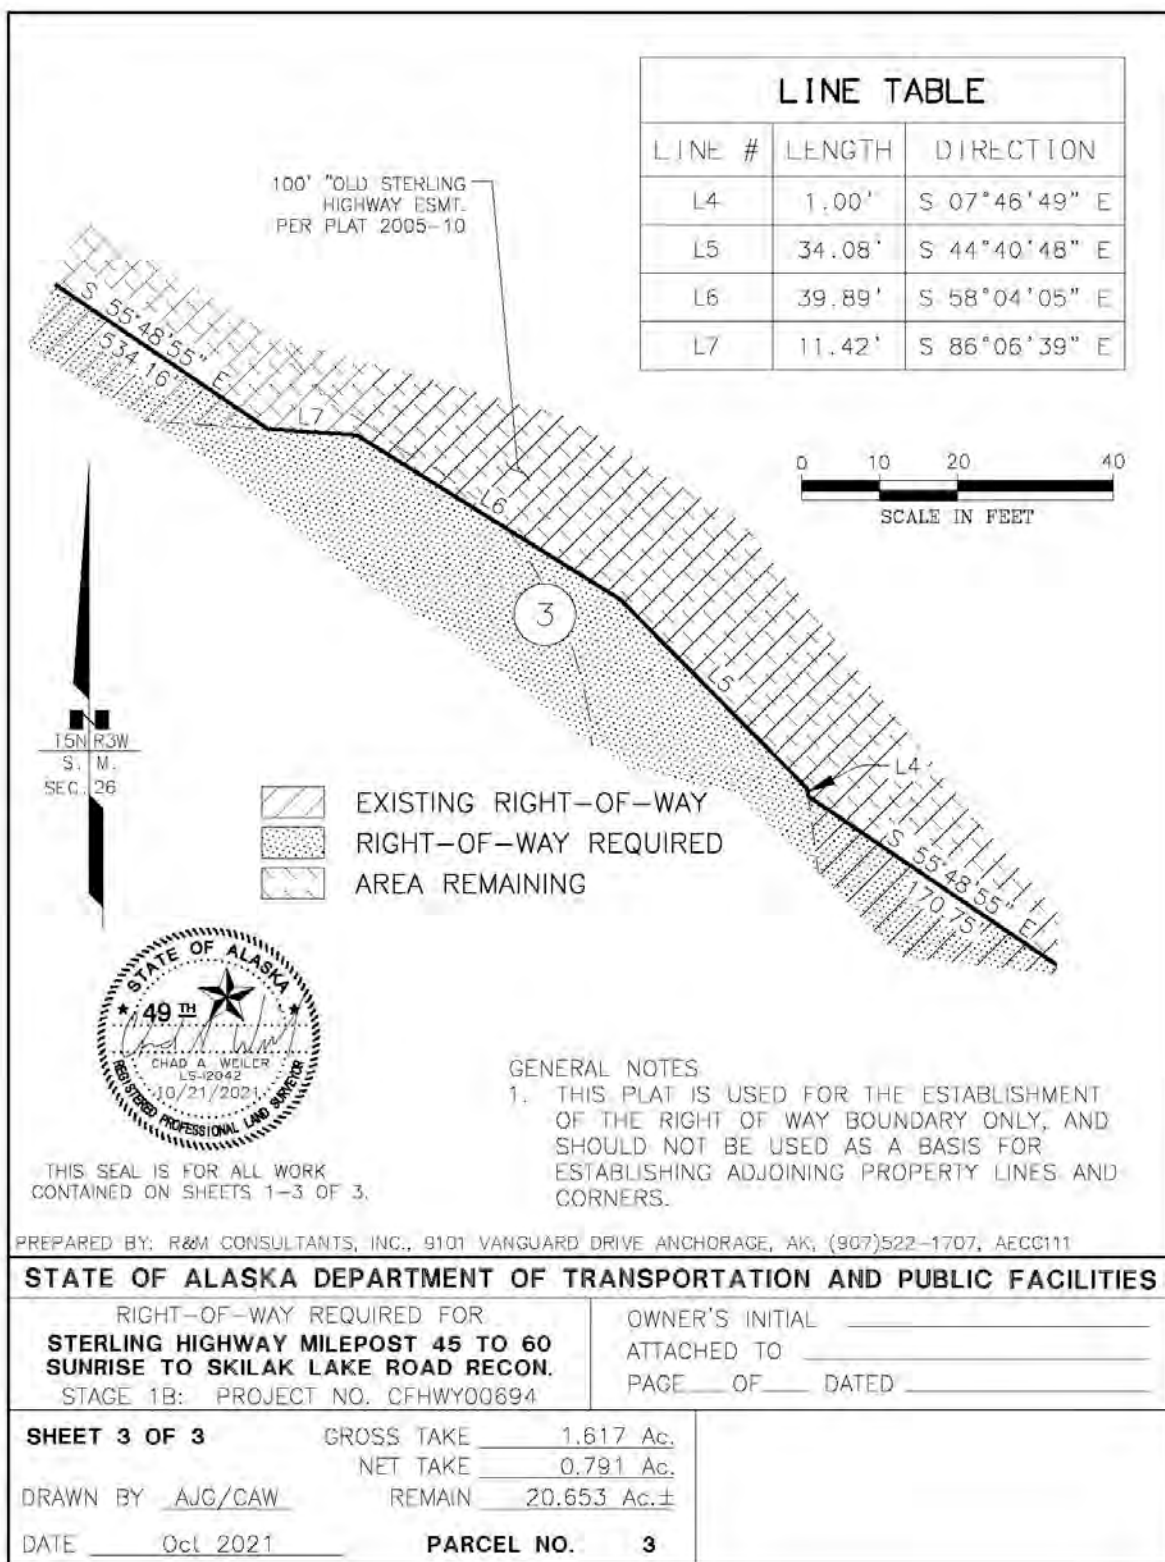 LINE TABLE
LINE # LENGTH DIRECTION
L4 1.00' S 07°46'49" E
L5 34.08' S 44°40'48" E
L6 39.89' S 58°04'05" E
L7 11.42' S 86°06'39" E
100' "OLD STERLING
HIGHWAY ESMT.
PER PLAT 2005-10
S 55°48'55" E
534.16'
L7
L6
3
L5
L4
S 55°48'55" E
170.75'
0 10 20 40
SCALE IN FEET
N
T5N R3W
S. M.
SEC. 26
EXISTING RIGHT-OF-WAY
RIGHT-OF-WAY REQUIRED
AREA REMAINING
STATE OF ALASKA
49 TH
CHAD A. WEILER
LS-12042
10/21/2021
REGISTERED PROFESSIONAL LAND SURVEYOR
THIS SEAL IS FOR ALL WORK
CONTAINED ON SHEETS 1-3 OF 3.
GENERAL NOTES
1. THIS PLAT IS USED FOR THE ESTABLISHMENT
OF THE RIGHT OF WAY BOUNDARY ONLY, AND
SHOULD NOT BE USED AS A BASIS FOR
ESTABLISHING ADJOINING PROPERTY LINES AND
CORNERS.
PREPARED BY: R&M CONSULTANTS, INC., 9101 VANGUARD DRIVE ANCHORAGE, AK, (907)522-1707, AECC111
STATE OF ALASKA DEPARTMENT OF TRANSPORTATION AND PUBLIC FACILITIES
RIGHT-OF-WAY REQUIRED FOR
STERLING HIGHWAY MILEPOST 45 TO 60
SUNRISE TO SKILAK LAKE ROAD RECON.
STAGE 1B: PROJECT NO. CFHWY00694
OWNER'S INITIAL
ATTACHED TO
PAGE OF DATED
SHEET 3 OF 3 GROSS TAKE 1.617 Ac.
NET TAKE 0.791 Ac.
DRAWN BY AJG/CAW REMAIN 20.653 Ac.±
DATE Oct 2021 PARCEL NO. 3